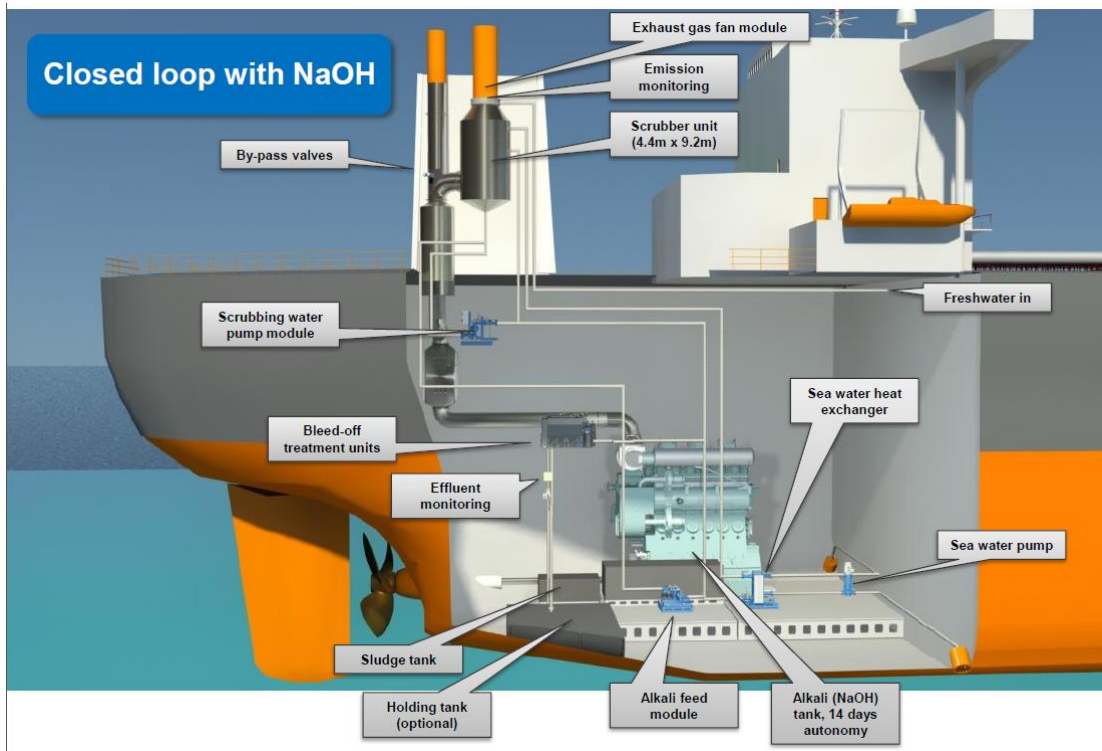 Closed loop with NaOH
Exhaust gas fan module
Emission
monitoring
Scrubber unit
(4.4m x 9.2m)
By-pass valves
Freshwater in
Scrubbing water
pump module
Sea water heat
exchanger
Bleed-off
treatment units
Effluent
monitoring
Sea water pump
Sludge tank
Holding tank
(optional)
Alkali feed
module
Alkali (NaOH)
tank, 14 days
autonomy